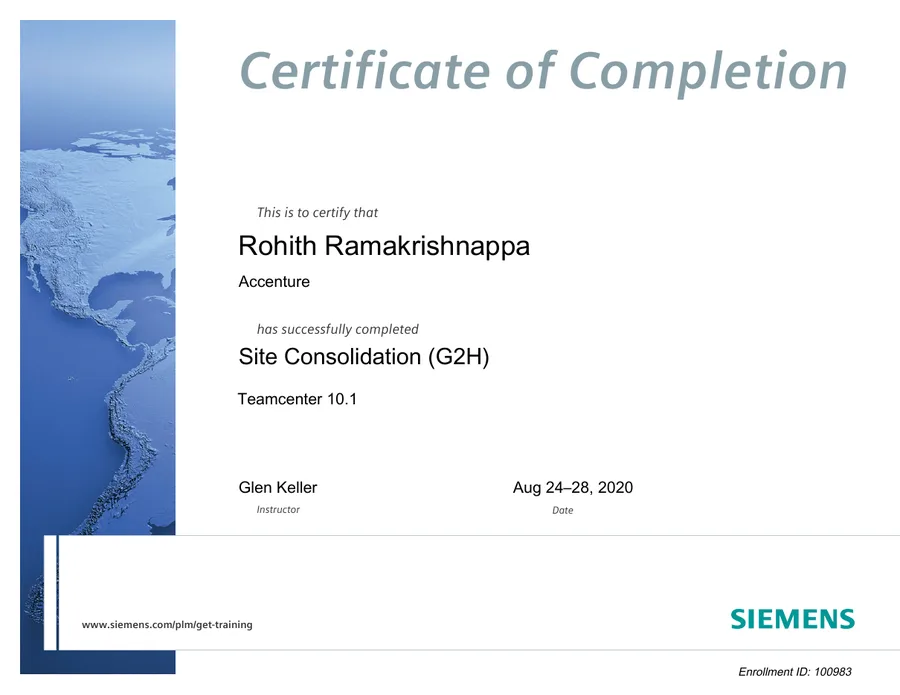 Certificate of Completion
This is to certify that
Rohith Ramakrishnappa
Accenture
has successfully completed
Site Consolidation (G2H)
Teamcenter 10.1
Glen Keller
Aug 24–28, 2020
Instructor
Date
www.siemens.com/plm/get-training
SIEMENS
Enrollment ID: 100983